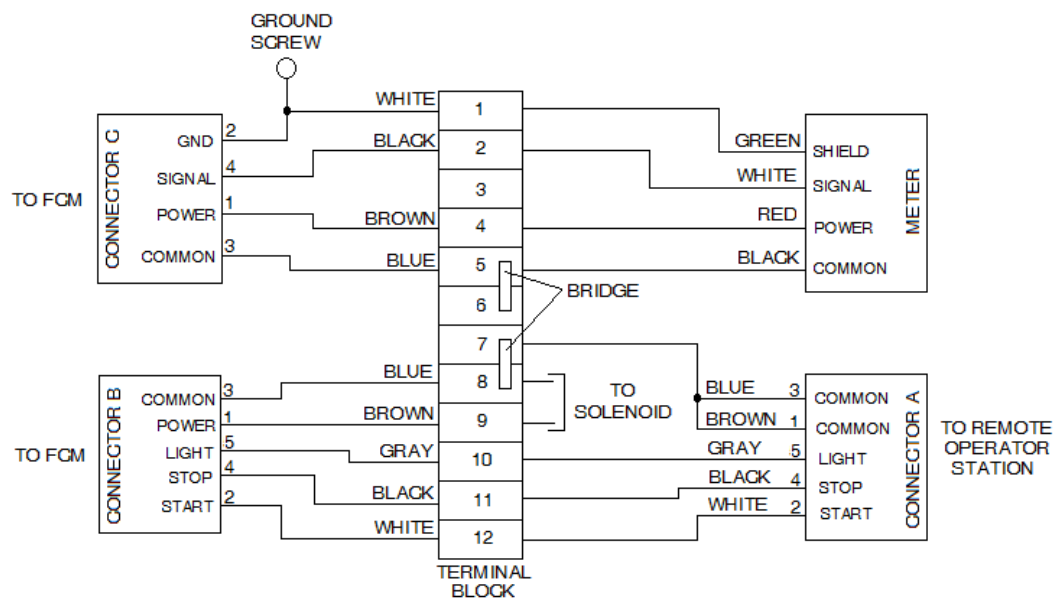 GROUND
SCREW
WHITE
BLACK
BROWN
BLUE
TO FCM
CONNECTOR C
GND 2
SIGNAL 4
POWER 1
COMMON 3
1
2
3
4
5
6
7
8
9
10
11
12
TERMINAL
BLOCK
BRIDGE
GREEN
WHITE
RED
BLACK
SHIELD
SIGNAL
POWER
COMMON
METER
TO FCM
CONNECTOR B
COMMON 3
POWER 1
LIGHT 5
STOP 4
START 2
BLUE
BROWN
GRAY
BLACK
WHITE
TO
SOLENOID
BLUE 3 COMMON
BROWN 1 COMMON
GRAY 5 LIGHT
BLACK 4 STOP
WHITE 2 START
CONNECTOR A
TO REMOTE
OPERATOR
STATION